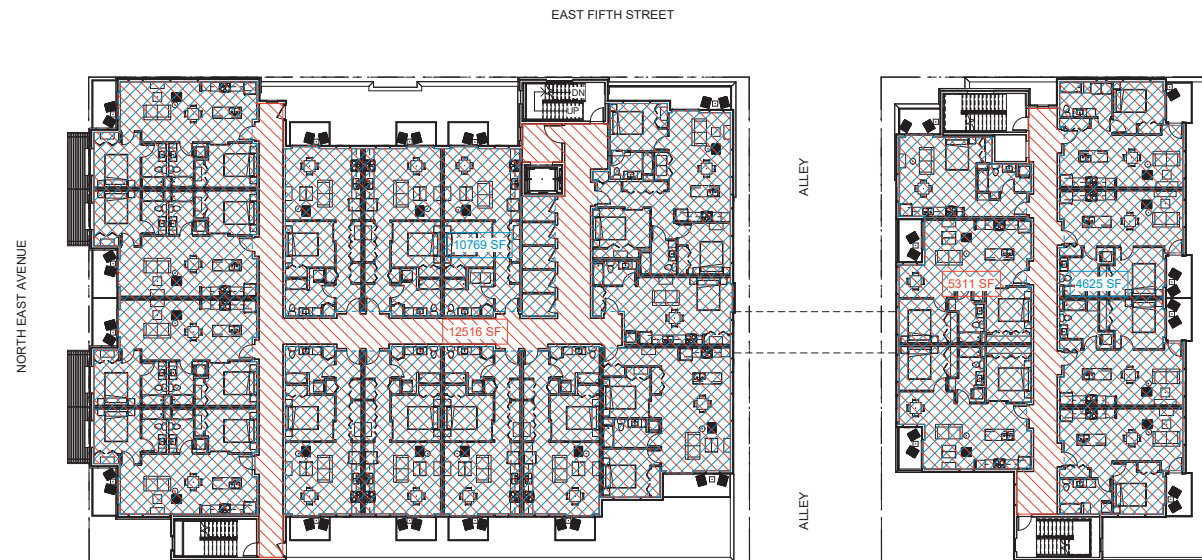 EAST FIFTH STREET
DN
UP
ALLEY
NORTH EAST AVENUE
10769 SF
12516 SF
5311 SF
4625 SF
ALLEY